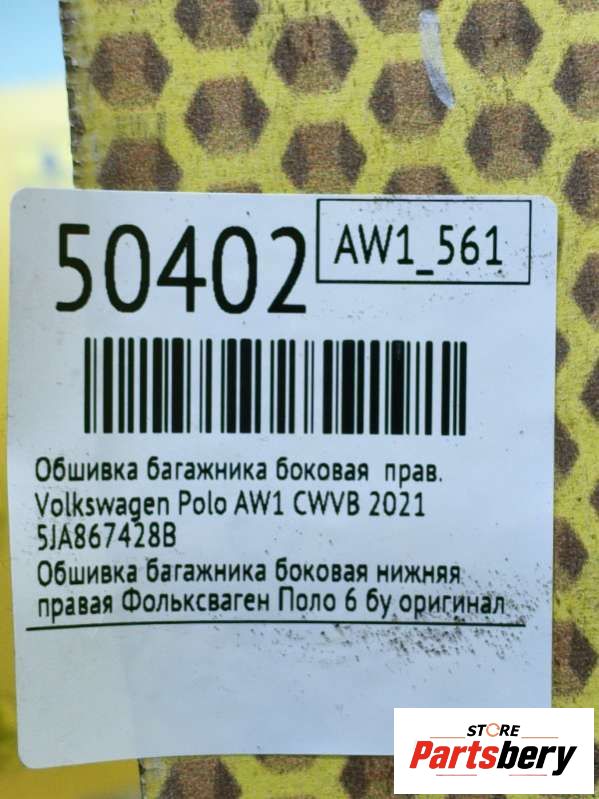 50402
AW1_561
Обшивка багажника боковая прав.
Volkswagen Polo AW1 CWVB 2021
5JA867428B
Обшивка багажника боковая нижняя
правая Фольксваген Поло 6 бу оригинал
STORE
Partsbery